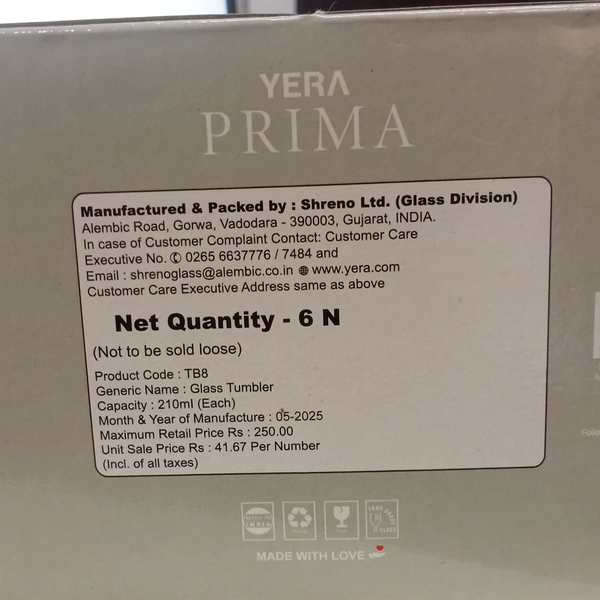 YERA
PRIMA
Manufactured & Packed by : Shreno Ltd. (Glass Division)
Alembic Road, Gorwa, Vadodara - 390003, Gujarat, INDIA.
In case of Customer Complaint Contact: Customer Care
Executive No. ✆ 0265 6637776 / 7484 and
Email : shrenoglass@alembic.co.in www.yera.com
Customer Care Executive Address same as above
Net Quantity - 6 N
(Not to be sold loose)
Product Code : TB8
Generic Name : Glass Tumbler
Capacity : 210ml (Each)
Month & Year of Manufacture : 05-2025
Maximum Retail Price Rs : 250.00
Unit Sale Price Rs : 41.67 Per Number
(Incl. of all taxes)
MADE IN
INDIA
MADE WITH LOVE